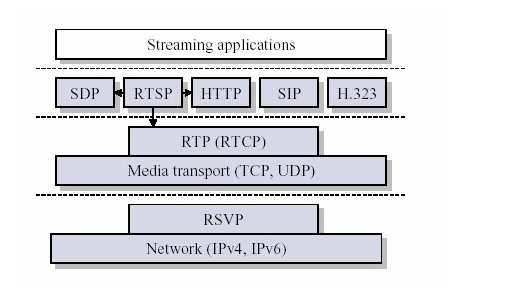 Streaming applications
SDP RTSP HTTP SIP H.323
RTP (RTCP)
Media transport (TCP, UDP)
RSVP
Network (IPv4, IPv6)